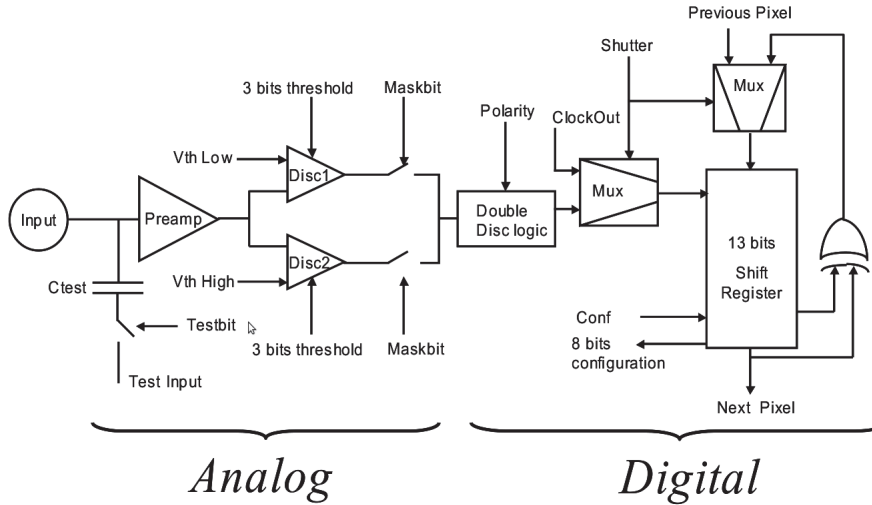 Previous Pixel
Shutter
Mux
3 bits threshold
Maskbit
Polarity
ClockOut
Vth Low
Disc1
Mux
Input
Preamp
Double
Disc logic
13 bits
Shift
Register
Disc2
Vth High
Ctest
Testbit
Conf
3 bits threshold
Maskbit
8 bits
configuration
Test Input
Next Pixel
Analog
Digital